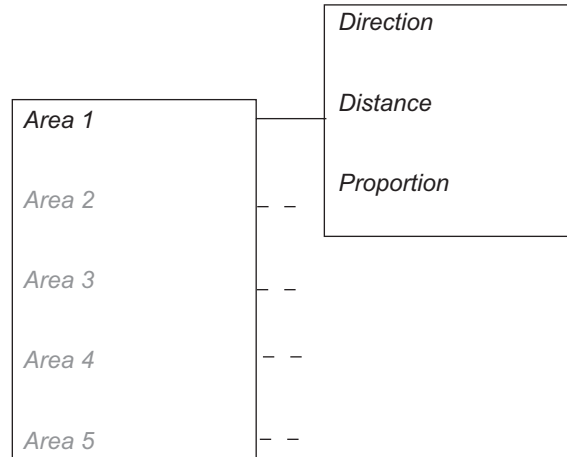 Direction
Distance
Proportion
Area 1
Area 2
Area 3
Area 4
Area 5